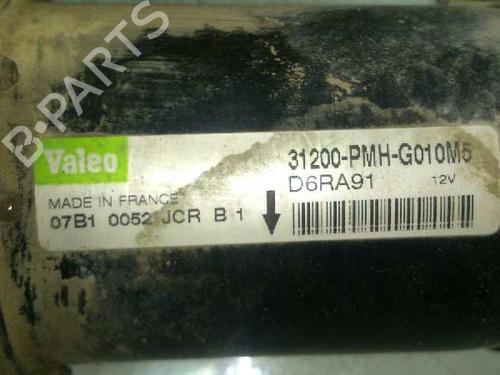 B-PARTS
Valeo
31200-PMH-G010M5
D6RA91
12V
MADE IN FRANCE
07B1 0052 JCR B 1